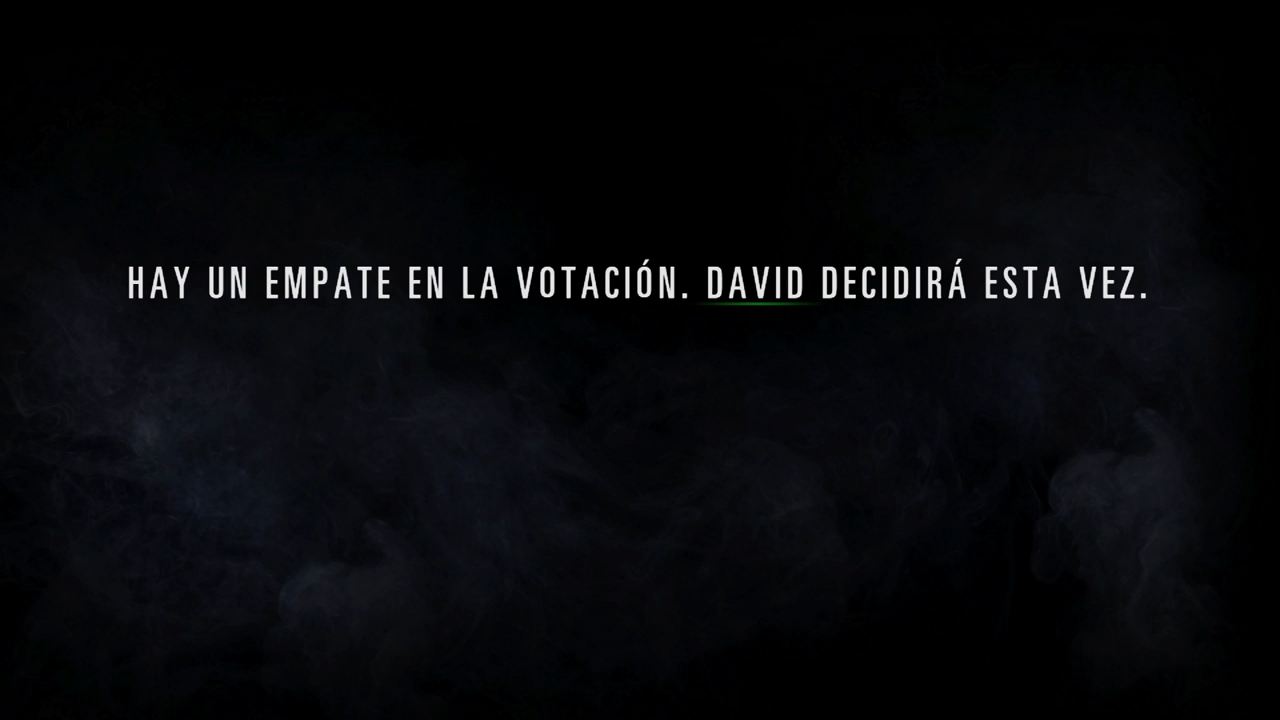 HAY UN EMPATE EN LA VOTACIÓN. DAVID DECIDIRÁ ESTA VEZ.